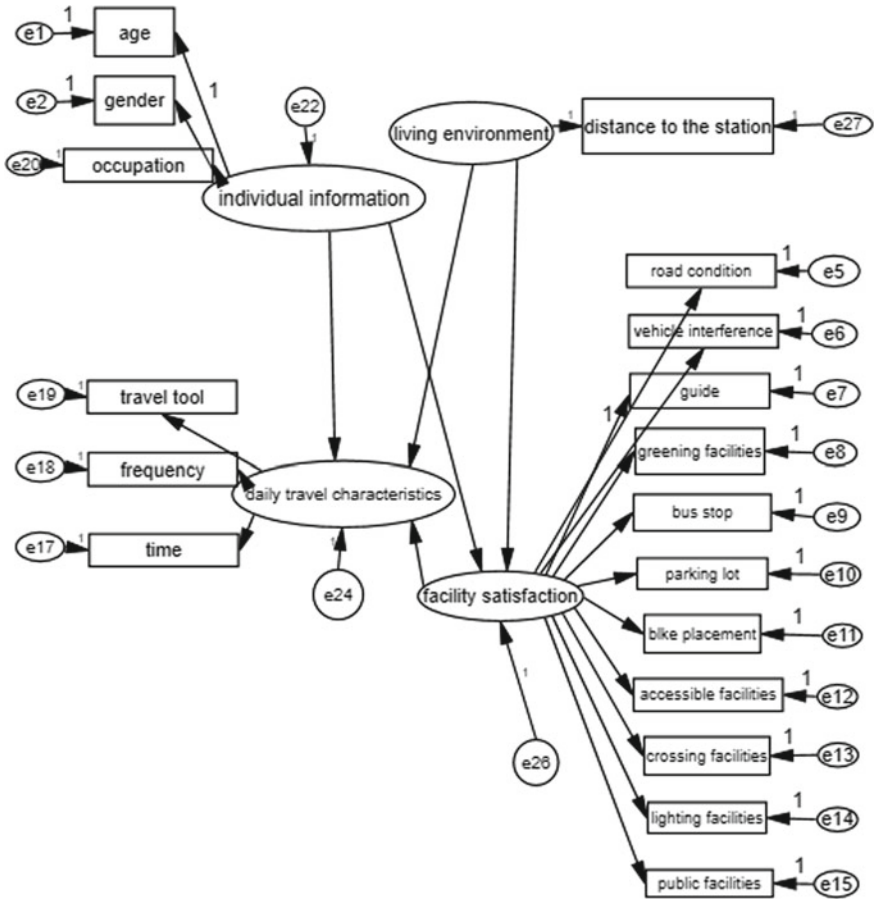 1
e1
age
1
1
e2
gender
e22
1
e20
1
occupation
individual information
living environment
1
distance to the station
1
e27
road condition
1
e5
vehicle interference
1
e6
1
guide
1
e7
greening facilities
1
e8
bus stop
1
e9
parking lot
1
e10
blke placement
1
e11
accessible facilities
1
e12
crossing facilities
1
e13
lighting facilities
1
e14
public facilities
1
e15
e19
1
travel tool
e18
1
frequency
e17
1
time
daily travel characteristics
1
e24
facility satisfaction
1
e26